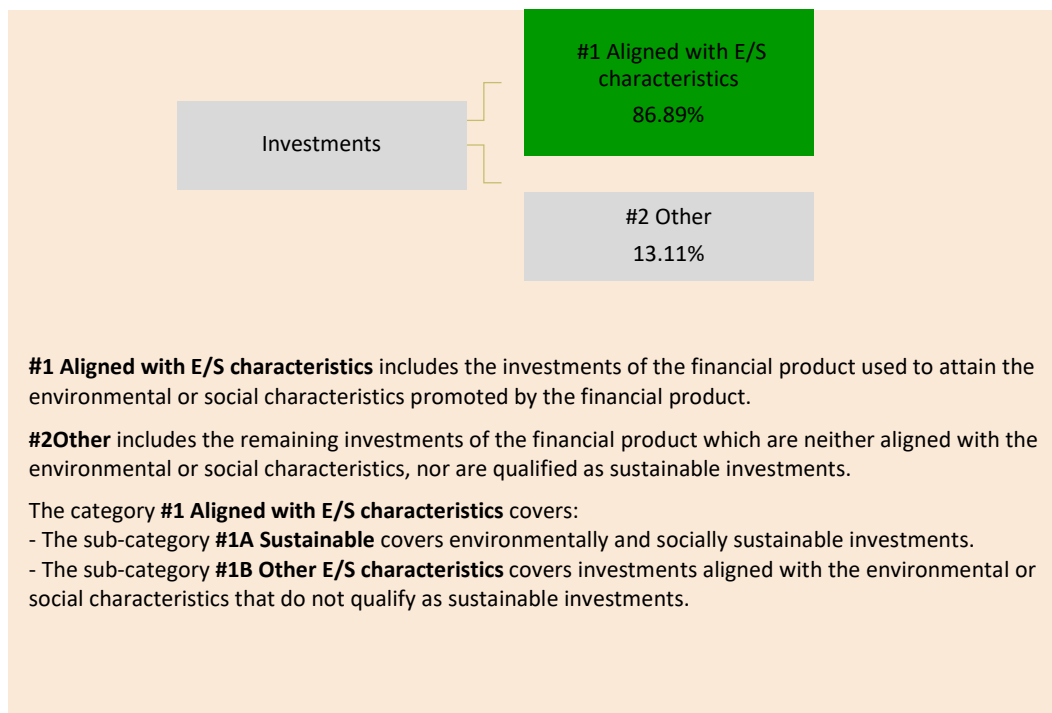 #1 Aligned with E/S
characteristics
86.89%
Investments
#2 Other
13.11%
#1 Aligned with E/S characteristics includes the investments of the financial product used to attain the
environmental or social characteristics promoted by the financial product.
#2Other includes the remaining investments of the financial product which are neither aligned with the
environmental or social characteristics, nor are qualified as sustainable investments.
The category #1 Aligned with E/S characteristics covers:
- The sub-category #1A Sustainable covers environmentally and socially sustainable investments.
- The sub-category #1B Other E/S characteristics covers investments aligned with the environmental or
social characteristics that do not qualify as sustainable investments.